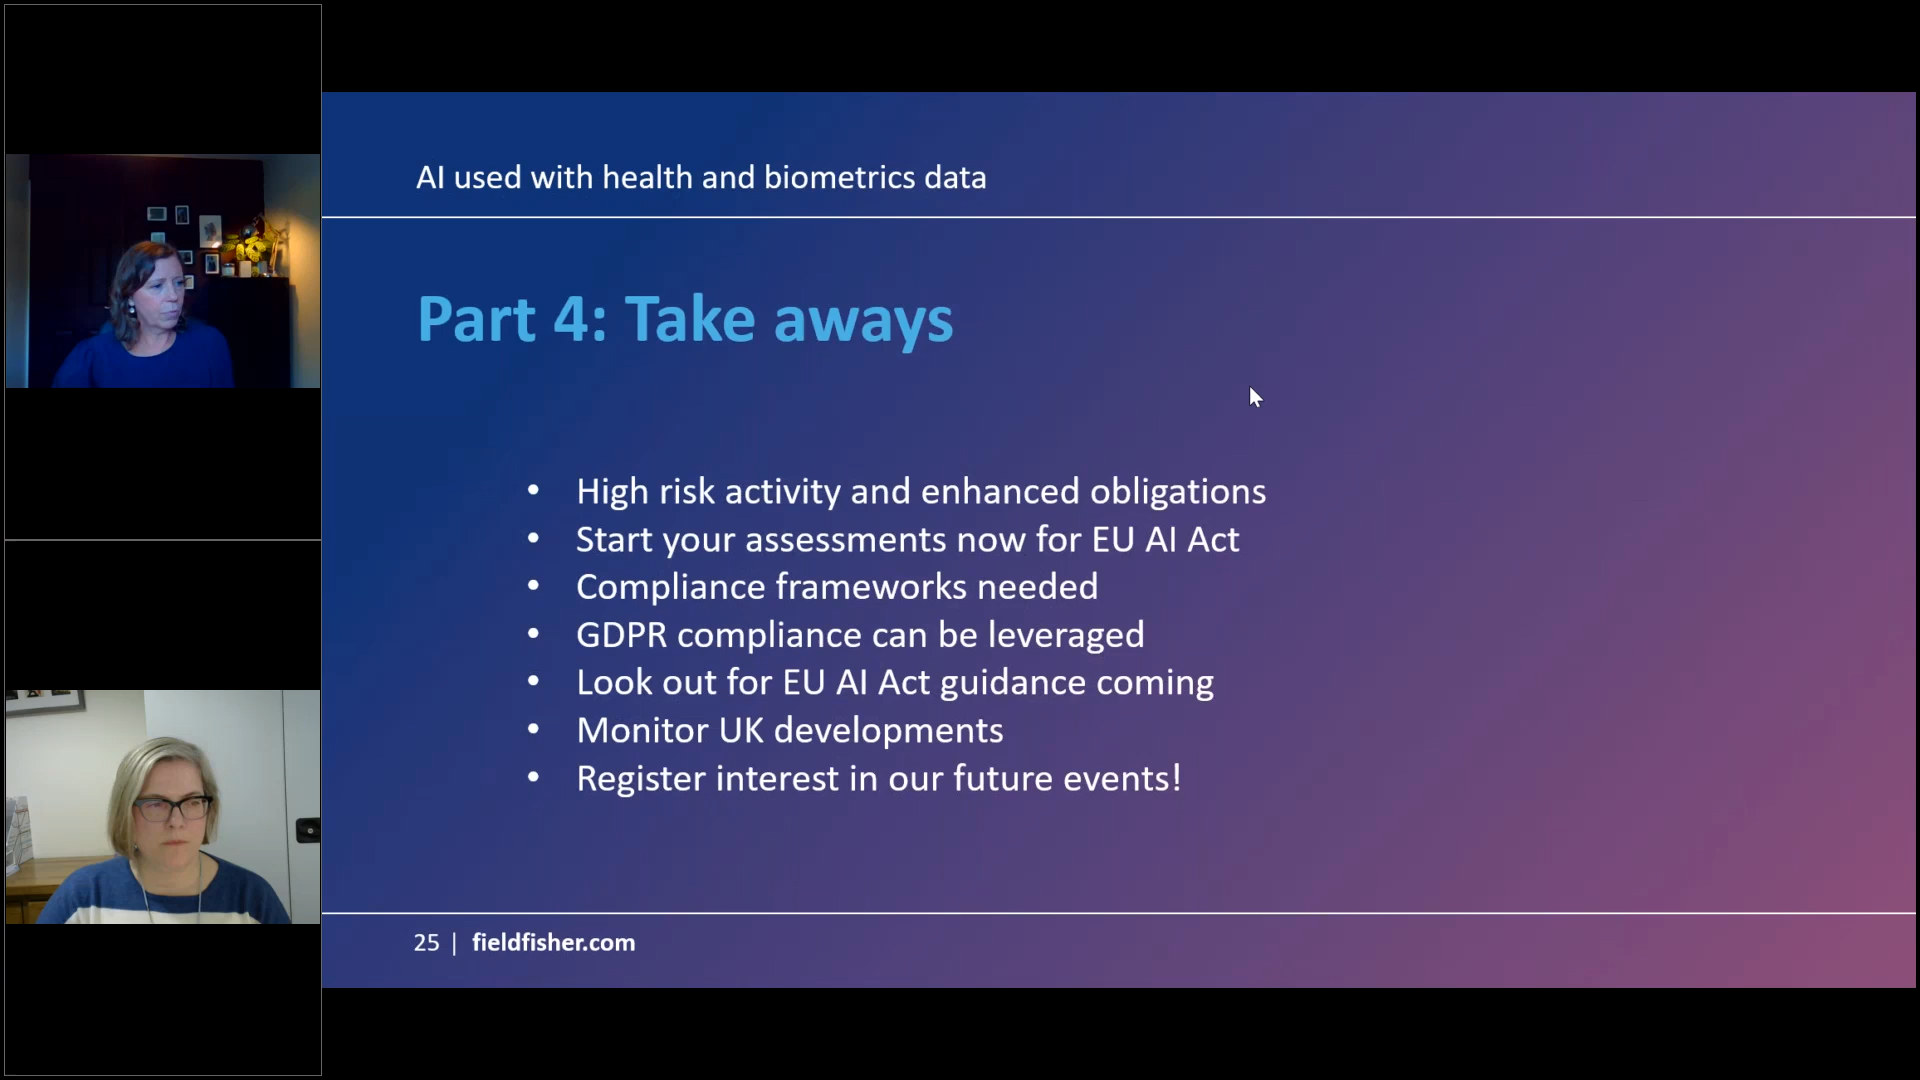 AI used with health and biometrics data
Part 4: Take aways
• High risk activity and enhanced obligations
• Start your assessments now for EU AI Act
• Compliance frameworks needed
• GDPR compliance can be leveraged
• Look out for EU AI Act guidance coming
• Monitor UK developments
• Register interest in our future events!
25 | fieldfisher.com